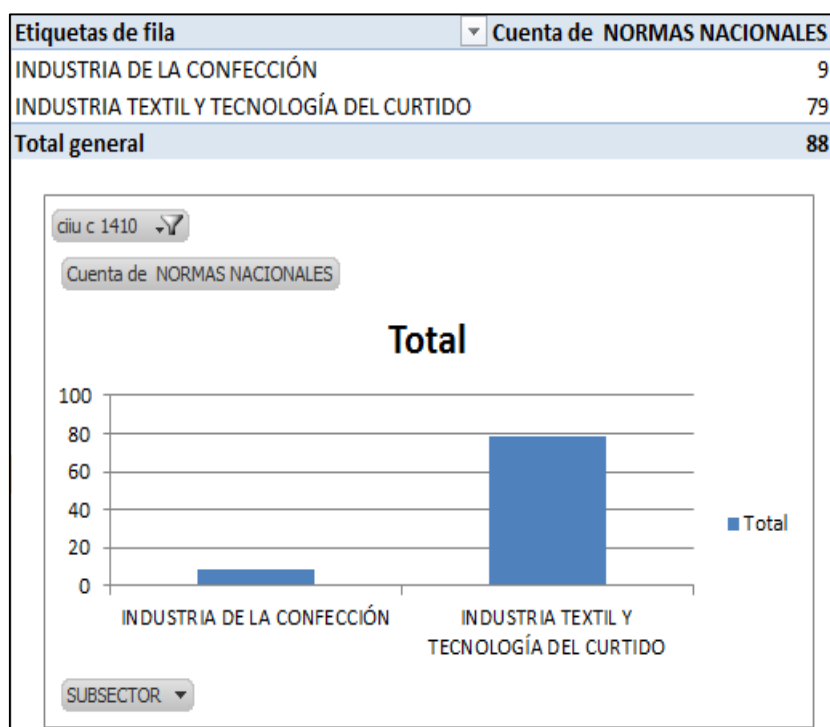 Etiquetas de fila Cuenta de NORMAS NACIONALES
INDUSTRIA DE LA CONFECCIÓN 9
INDUSTRIA TEXTIL Y TECNOLOGÍA DEL CURTIDO 79
Total general 88
ciiu c 1410
Cuenta de NORMAS NACIONALES
Total
100
80
60
40
20
0
Total
INDUSTRIA DE LA CONFECCIÓN
INDUSTRIA TEXTIL Y
TECNOLOGÍA DEL CURTIDO
SUBSECTOR